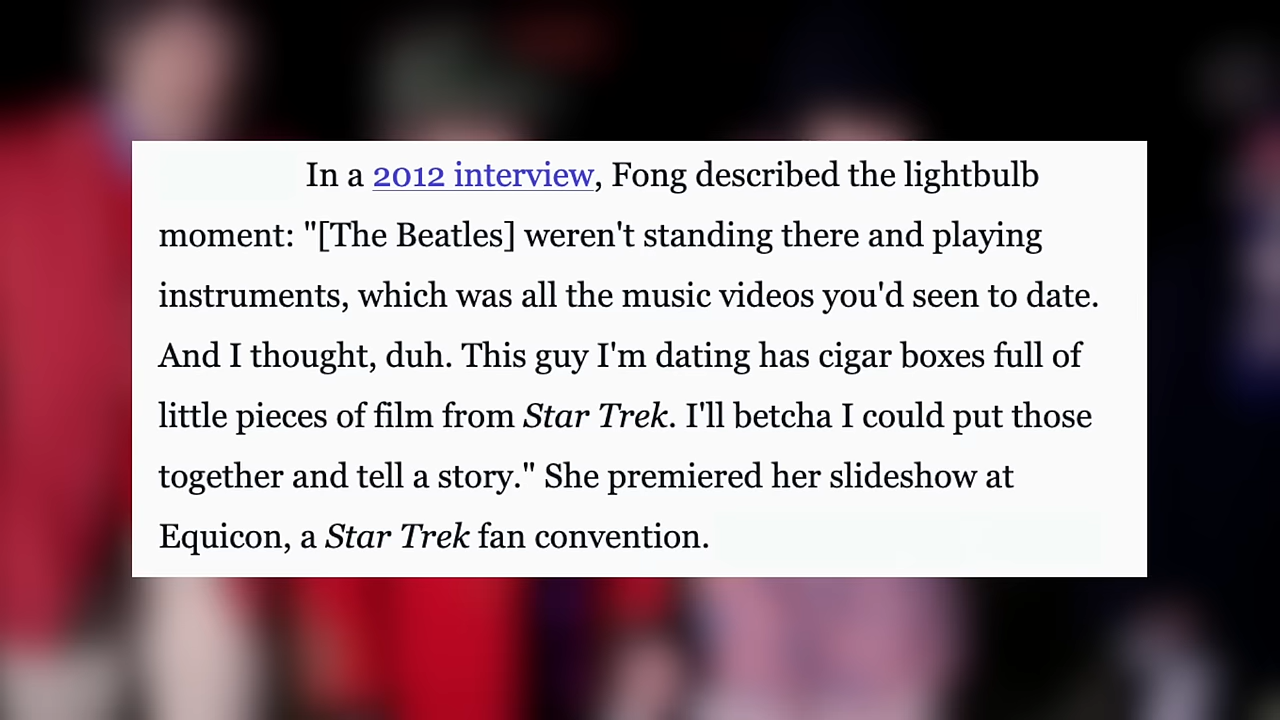 In a 2012 interview, Fong described the lightbulb
moment: "[The Beatles] weren't standing there and playing
instruments, which was all the music videos you'd seen to date.
And I thought, duh. This guy I'm dating has cigar boxes full of
little pieces of film from Star Trek. I'll betcha I could put those
together and tell a story." She premiered her slideshow at
Equicon, a Star Trek fan convention.